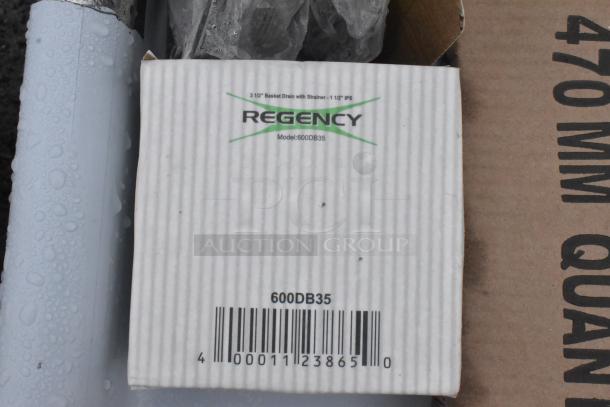 3 1/2" Basket Drain with Strainer - 1 1/2" IPS
REGENCY
Model:600DB35
pci
AUCTION GROUP
600DB35
4 00011 23865 0
470 MM QUAN